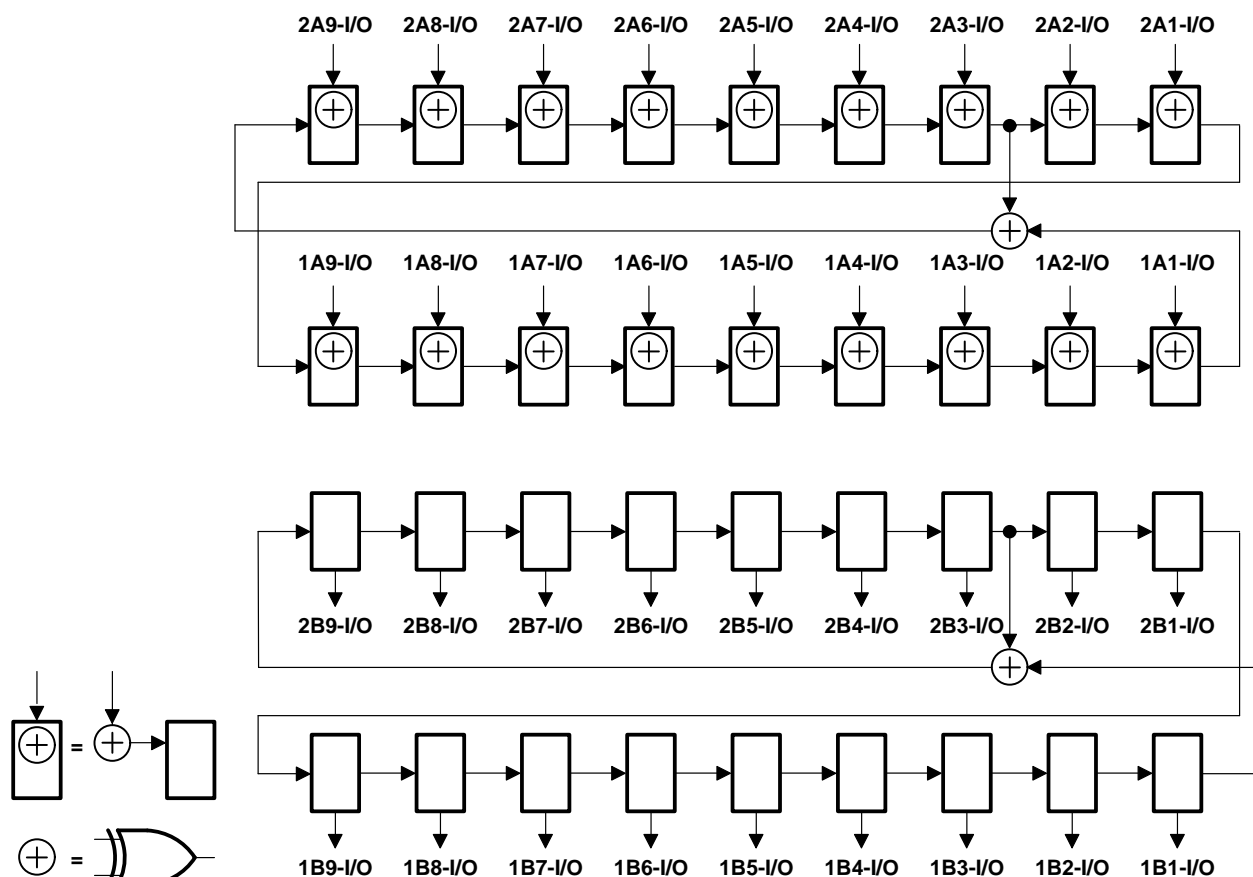 2A9-I/O 2A8-I/O 2A7-I/O 2A6-I/O 2A5-I/O 2A4-I/O 2A3-I/O 2A2-I/O 2A1-I/O
1A9-I/O 1A8-I/O 1A7-I/O 1A6-I/O 1A5-I/O 1A4-I/O 1A3-I/O 1A2-I/O 1A1-I/O
2B9-I/O 2B8-I/O 2B7-I/O 2B6-I/O 2B5-I/O 2B4-I/O 2B3-I/O 2B2-I/O 2B1-I/O
=
=
1B9-I/O 1B8-I/O 1B7-I/O 1B6-I/O 1B5-I/O 1B4-I/O 1B3-I/O 1B2-I/O 1B1-I/O